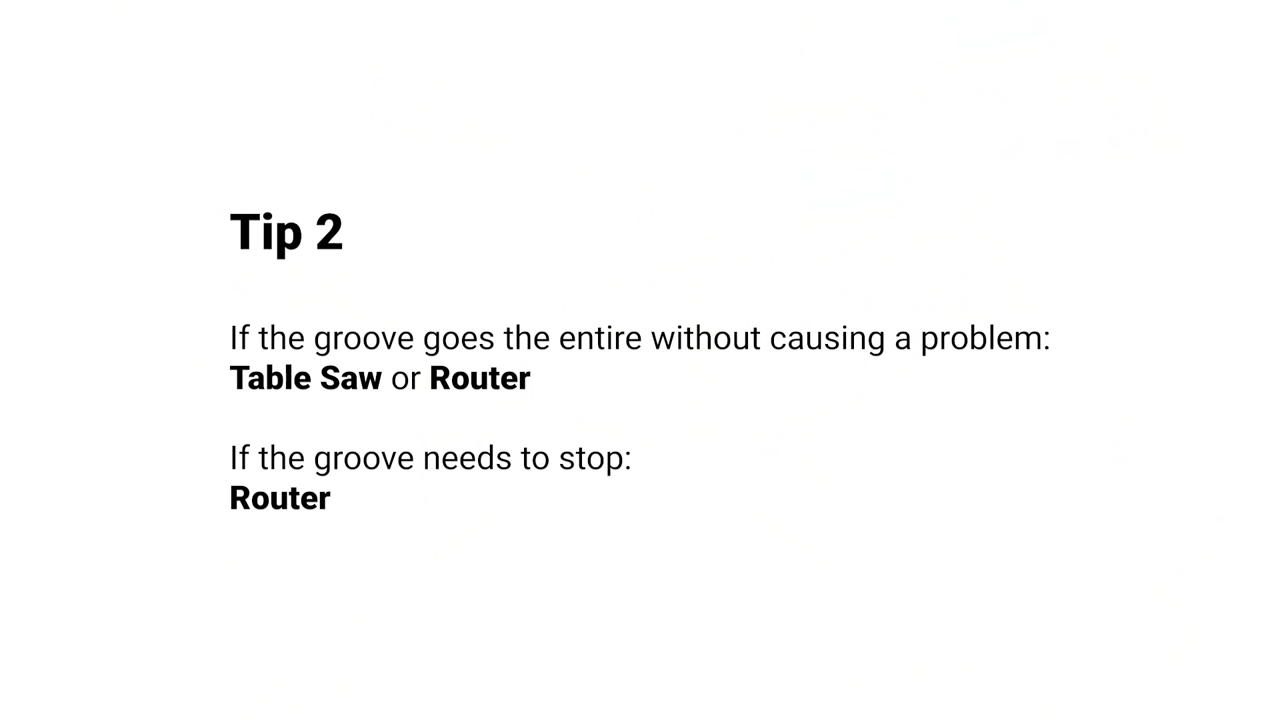 Tip 2
If the groove goes the entire without causing a problem:
Table Saw or Router
If the groove needs to stop:
Router